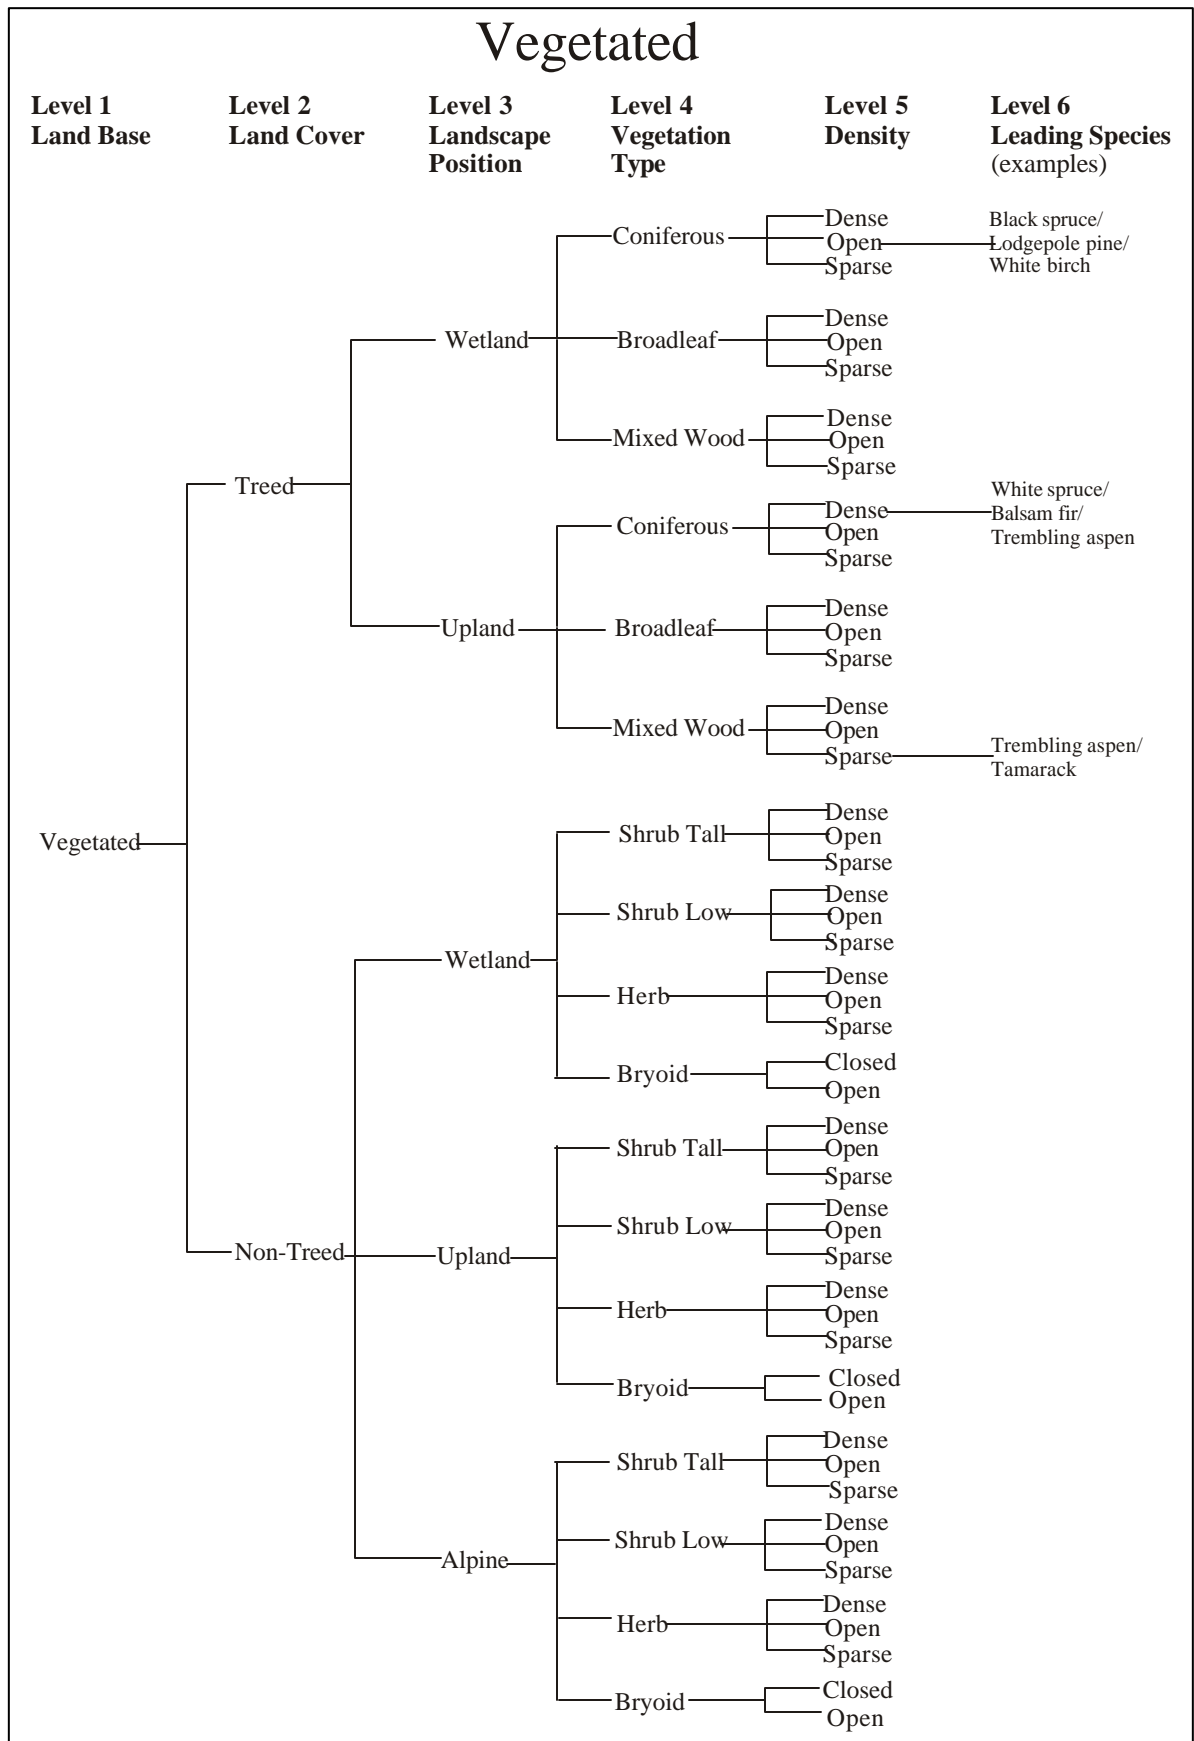 Vegetated
Level 1
Land Base
Level 2
Land Cover
Level 3
Landscape
Position
Level 4
Vegetation
Type
Level 5
Density
Level 6
Leading Species
(examples)
Vegetated
Treed
Wetland
Coniferous
Dense
Open
Sparse
Black spruce/
Lodgepole pine/
White birch
Broadleaf
Dense
Open
Sparse
Mixed Wood
Dense
Open
Sparse
Upland
Coniferous
Dense
Open
Sparse
White spruce/
Balsam fir/
Trembling aspen
Broadleaf
Dense
Open
Sparse
Mixed Wood
Dense
Open
Sparse
Trembling aspen/
Tamarack
Non-Treed
Wetland
Shrub Tall
Dense
Open
Sparse
Shrub Low
Dense
Open
Sparse
Herb
Dense
Open
Sparse
Bryoid
Closed
Open
Upland
Shrub Tall
Dense
Open
Sparse
Shrub Low
Dense
Open
Sparse
Herb
Dense
Open
Sparse
Bryoid
Closed
Open
Alpine
Shrub Tall
Dense
Open
Sparse
Shrub Low
Dense
Open
Sparse
Herb
Dense
Open
Sparse
Bryoid
Closed
Open